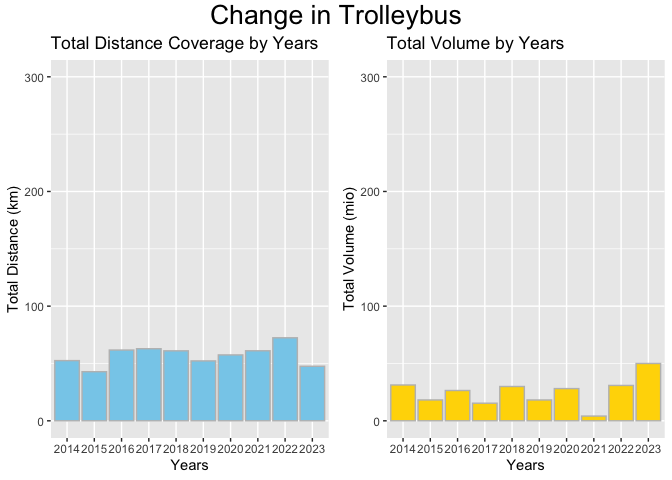 Change in Trolleybus
Total Distance Coverage by Years
Total Distance (km)
300
200
100
0
2014 2015 2016 2017 2018 2019 2020 2021 2022 2023
Years
Total Volume by Years
Total Volume (mio)
300
200
100
0
2014 2015 2016 2017 2018 2019 2020 2021 2022 2023
Years